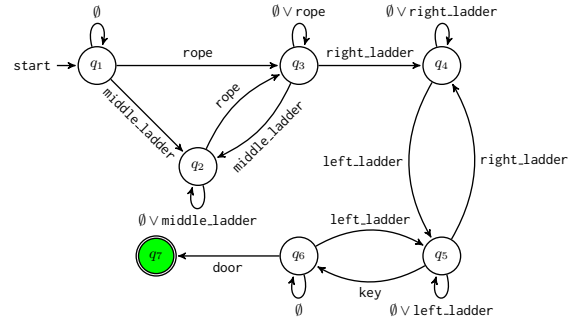 ∅ ∅ ∨ rope ∅ ∨ right_ladder
start q1 rope q3 right_ladder q4
middle_ladder rope middle_ladder
q2 left_ladder right_ladder
∅ ∨ middle_ladder left_ladder
q7 door q6 key q5
∅ ∅ ∨ left_ladder